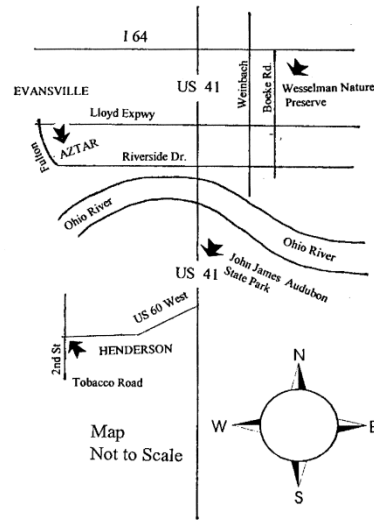 I 64
US 41
Weinbach
Boeke Rd.
Wesselman Nature
Preserve
EVANSVILLE
Lloyd Expwy
Fulton
AZTAR
Riverside Dr.
Ohio River
Ohio River
John James Audubon
State Park
US 41
US 60 West
2nd St
HENDERSON
Tobacco Road
Map
Not to Scale
N
W
E
S